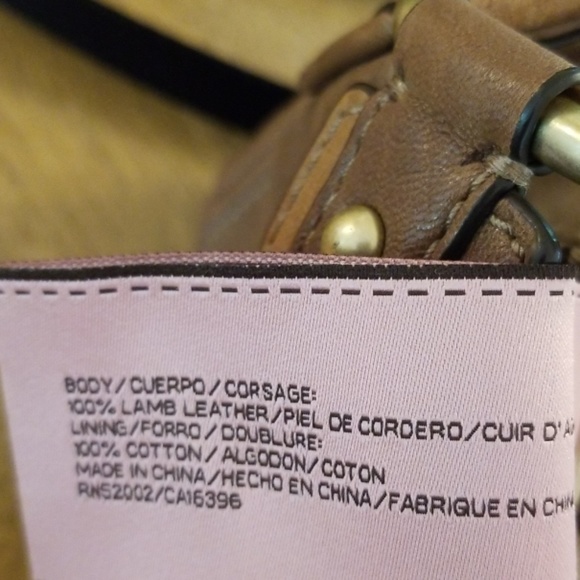 BODY/CUERPO/CORSAGE:
100% LAMB LEATHER/PIEL DE CORDERO/CUIR
LINING/FORRO/DOUBLURE:
100% COTTON/ALGODON/COTON
MADE IN CHINA/HECHO EN CHINA/FABRIQUE EN CHIN
RN52002/CA16396